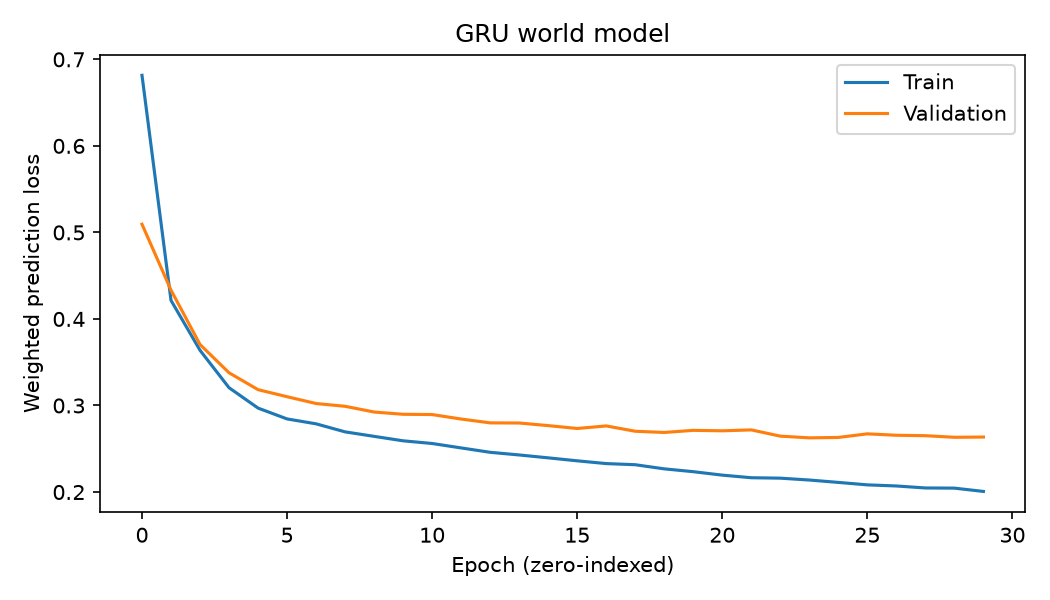 GRU world model
Train
Validation
Weighted prediction loss
0.7
0.6
0.5
0.4
0.3
0.2
0 5 10 15 20 25 30
Epoch (zero-indexed)